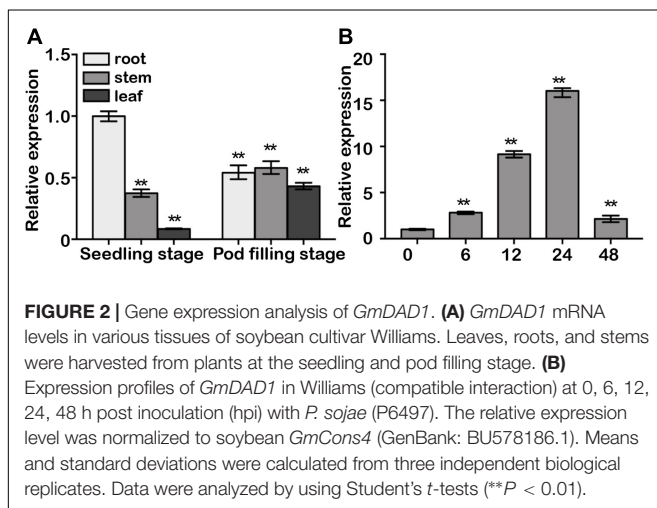 A
B
1.5
1.0
0.5
0
Relative expression
root
stem
leaf
**
**
**
**
**
Seedling stage Pod filling stage
20
15
10
5
0
Relative expression
**
**
**
**
0 6 12 24 48
FIGURE 2 | Gene expression analysis of GmDAD1. (A) GmDAD1 mRNA
levels in various tissues of soybean cultivar Williams. Leaves, roots, and stems
were harvested from plants at the seedling and pod filling stage. (B)
Expression profiles of GmDAD1 in Williams (compatible interaction) at 0, 6, 12,
24, 48 h post inoculation (hpi) with P. sojae (P6497). The relative expression
level was normalized to soybean GmCons4 (GenBank: BU578186.1). Means
and standard deviations were calculated from three independent biological
replicates. Data were analyzed by using Student's t-tests (**P < 0.01).